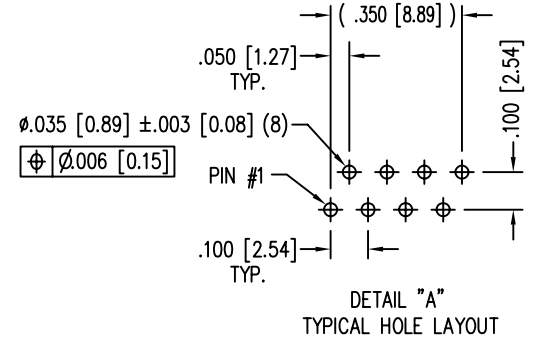 ( .350 [8.89] )
.050 [1.27]
TYP.
.100 [2.54]
ø.035 [0.89] ±.003 [0.08] (8)
⌖ Ø.006 [0.15]
PIN #1
.100 [2.54]
TYP.
DETAIL "A"
TYPICAL HOLE LAYOUT